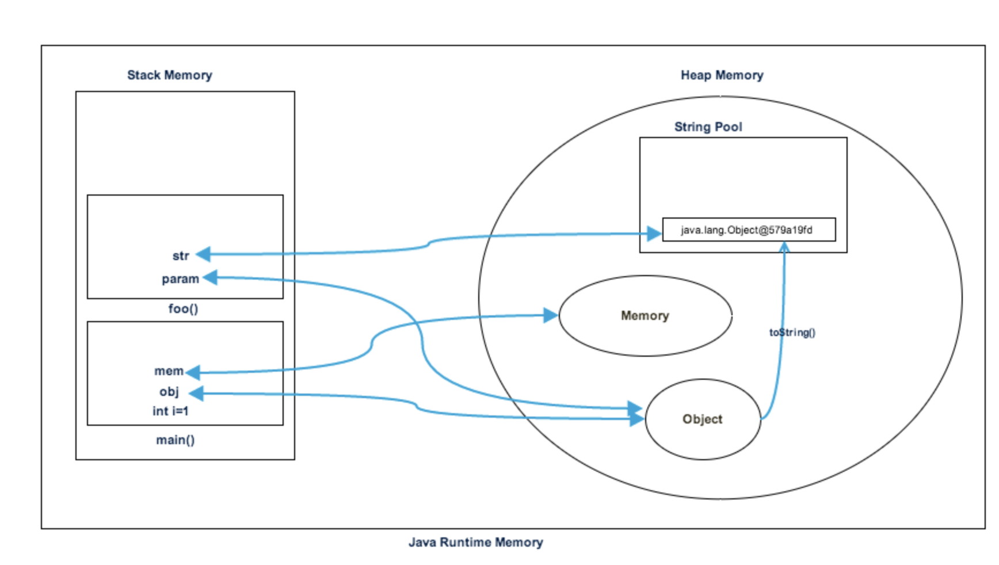 Stack Memory
Heap Memory
String Pool
java.lang.Object@579a19fd
str
param
foo()
Memory
toString()
mem
obj
int i=1
Object
main()
Java Runtime Memory